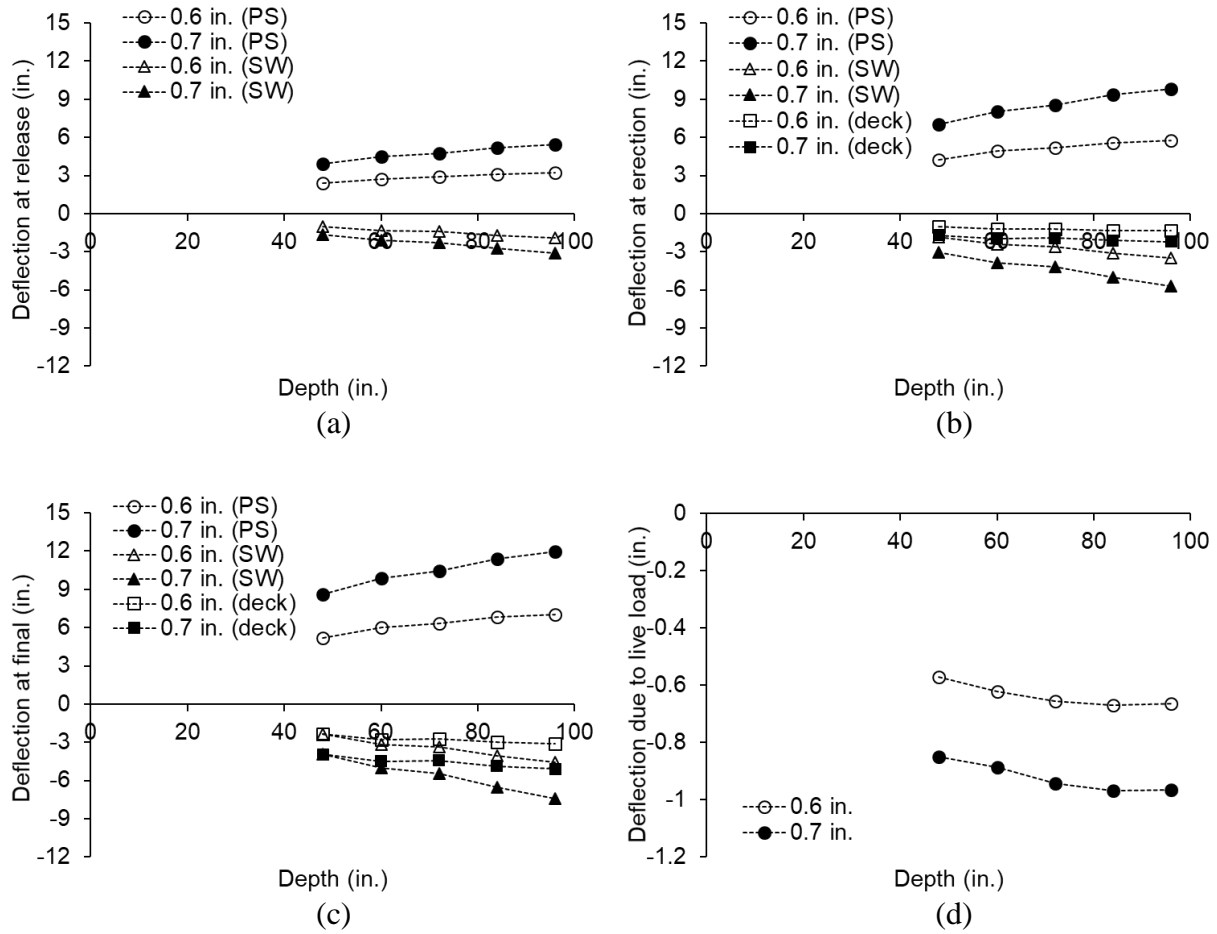 15
12
9
6
3
0
-3
-6
-9
-12
0
20
40
60
80
100
Deflection at release (in.)
Depth (in.)
0.6 in. (PS)
0.7 in. (PS)
0.6 in. (SW)
0.7 in. (SW)
(a)
15
12
9
6
3
0
-3
-6
-9
-12
0
20
40
60
80
100
Deflection at erection (in.)
Depth (in.)
0.6 in. (PS)
0.7 in. (PS)
0.6 in. (SW)
0.7 in. (SW)
0.6 in. (deck)
0.7 in. (deck)
(b)
15
12
9
6
3
0
-3
-6
-9
-12
0
20
40
60
80
100
Deflection at final (in.)
Depth (in.)
0.6 in. (PS)
0.7 in. (PS)
0.6 in. (SW)
0.7 in. (SW)
0.6 in. (deck)
0.7 in. (deck)
(c)
0
-0.2
-0.4
-0.6
-0.8
-1
-1.2
0
20
40
60
80
100
Deflection due to live load (in.)
Depth (in.)
0.6 in.
0.7 in.
(d)